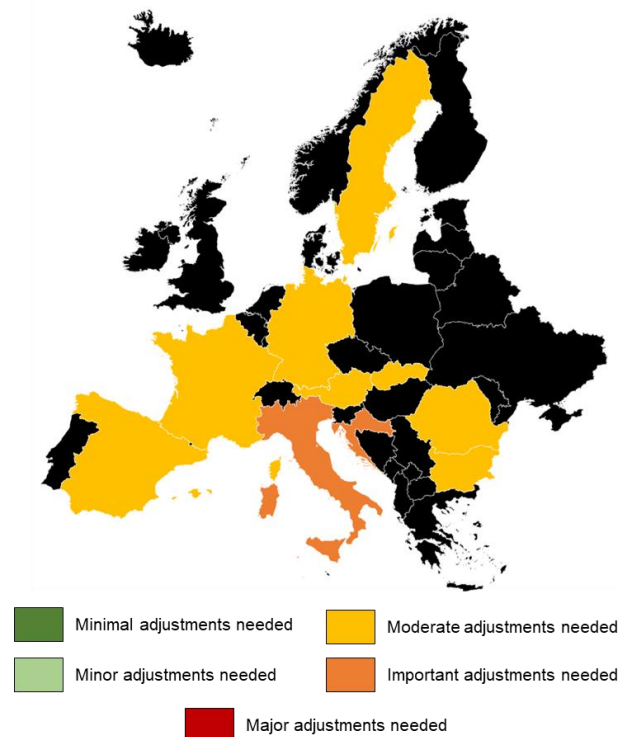 Minimal adjustments needed
Moderate adjustments needed
Minor adjustments needed
Important adjustments needed
Major adjustments needed